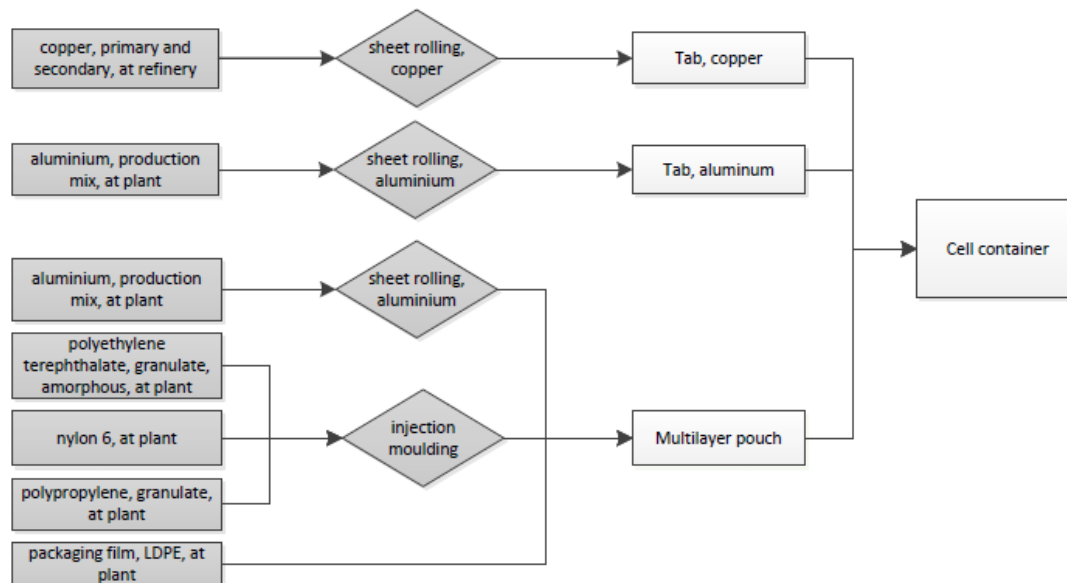 copper, primary and
secondary, at refinery
sheet rolling,
copper
Tab, copper
aluminium, production
mix, at plant
sheet rolling,
aluminium
Tab, aluminum
Cell container
aluminium, production
mix, at plant
sheet rolling,
aluminium
polyethylene
terephthalate, granulate,
amorphous, at plant
nylon 6, at plant
injection
moulding
Multilayer pouch
polypropylene, granulate,
at plant
packaging film, LDPE, at
plant